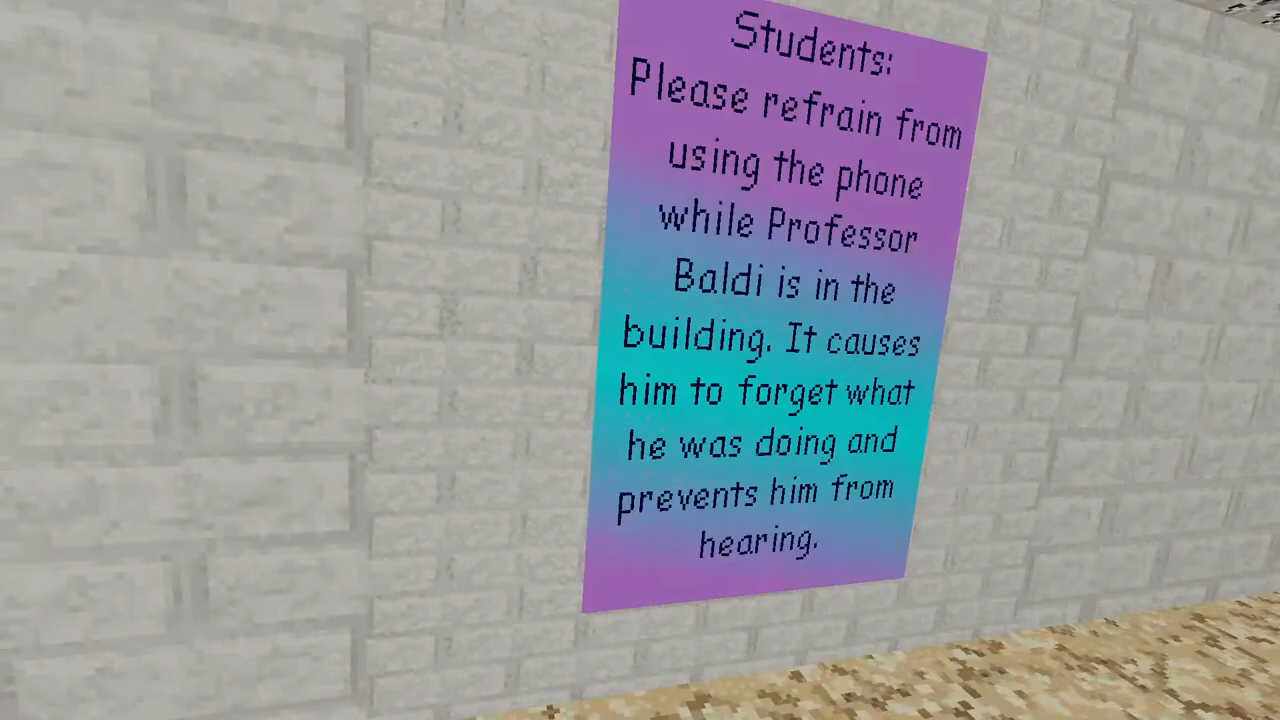 Students:
Please refrain from
using the phone
while Professor
Baldi is in the
building. It causes
him to forget what
he was doing and
prevents him from
hearing.